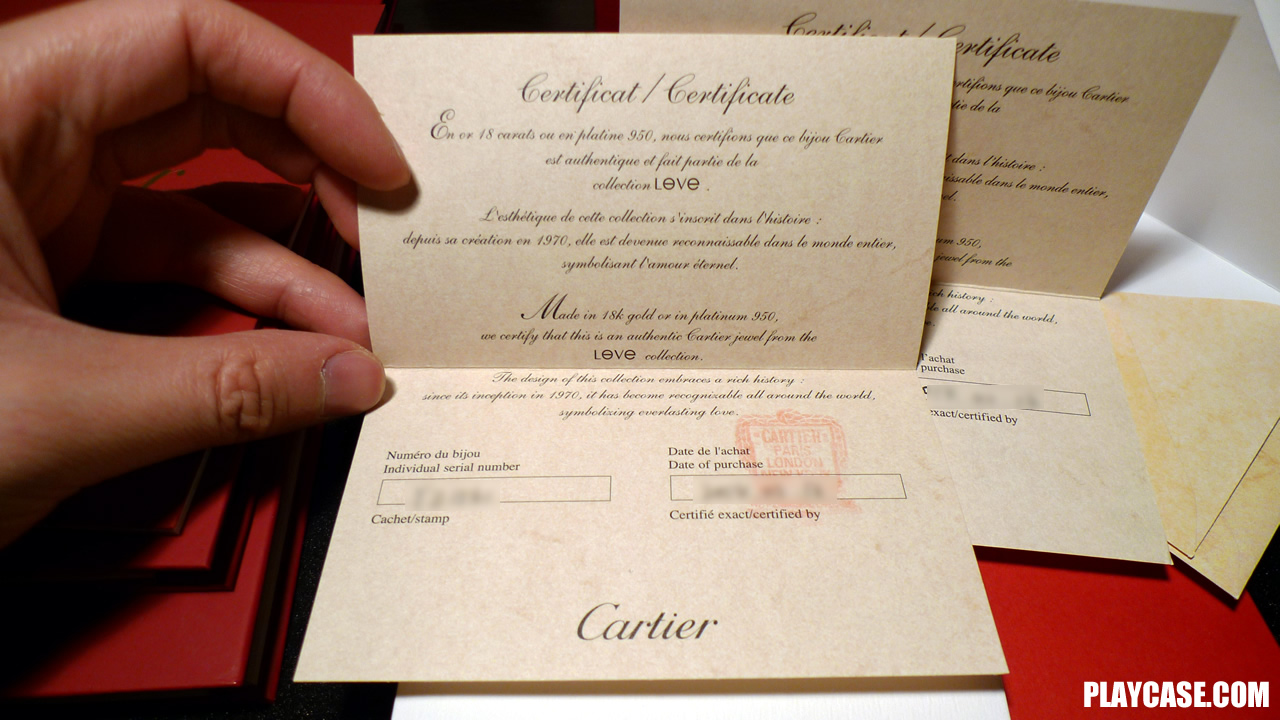 Certificat / Certificate
En or 18 carats ou en platine 950, nous certifions que ce bijou Cartier
est authentique et fait partie de la
collection LOVE .
L'esthétique de cette collection s'inscrit dans l'histoire :
depuis sa création en 1970, elle est devenue reconnaissable dans le monde entier,
symbolisant l'amour éternel.
Made in 18k gold or in platinum 950,
we certify that this is an authentic Cartier jewel from the
LOVE collection.
The design of this collection embraces a rich history :
since its inception in 1970, it has become recognizable all around the world,
symbolizing everlasting love.
CARTIER
PARIS
LONDON
Numéro du bijou
Individual serial number
Date de l'achat
Date of purchase
Cachet/stamp
Certifié exact/certified by
Cartier
Certificat / Certificate
certifions que ce bijou Cartier
partie de la
dans l'histoire :
dans le monde entier,
950,
jewel from the
rich history :
all around the world,
l'achat
purchase
exact/certified by
PLAYCASE.COM